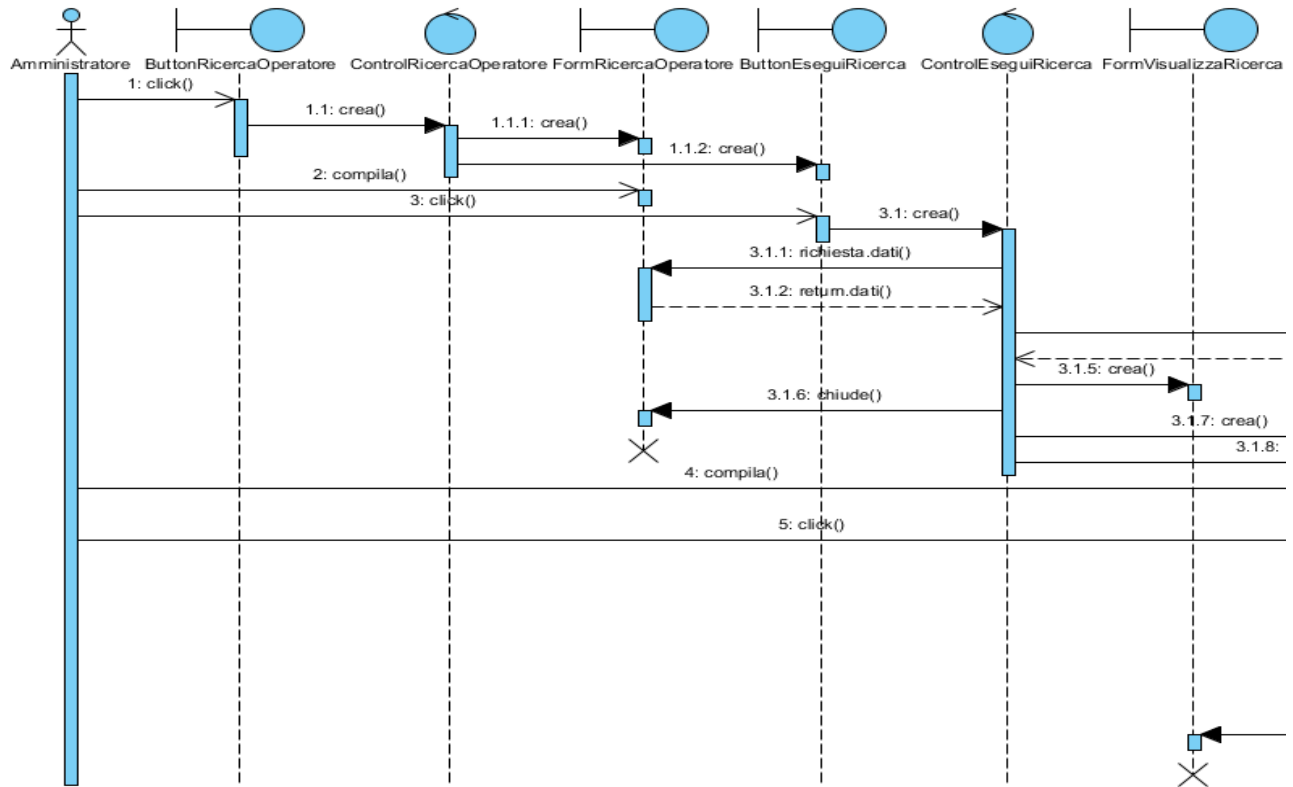 Amministratore ButtonRicercaOperatore ControlRicercaOperatore FormRicercaOperatore ButtonEseguiRicerca ControlEseguiRicerca FormVisualizzaRicerca
1: click()
1.1: crea()
1.1.1: crea()
1.1.2: crea()
2: compila()
3: click()
3.1: crea()
3.1.1: richiesta.dati()
3.1.2: return.dati()
3.1.5: crea()
3.1.6: chiude()
3.1.7: crea()
3.1.8:
4: compila()
5: click()